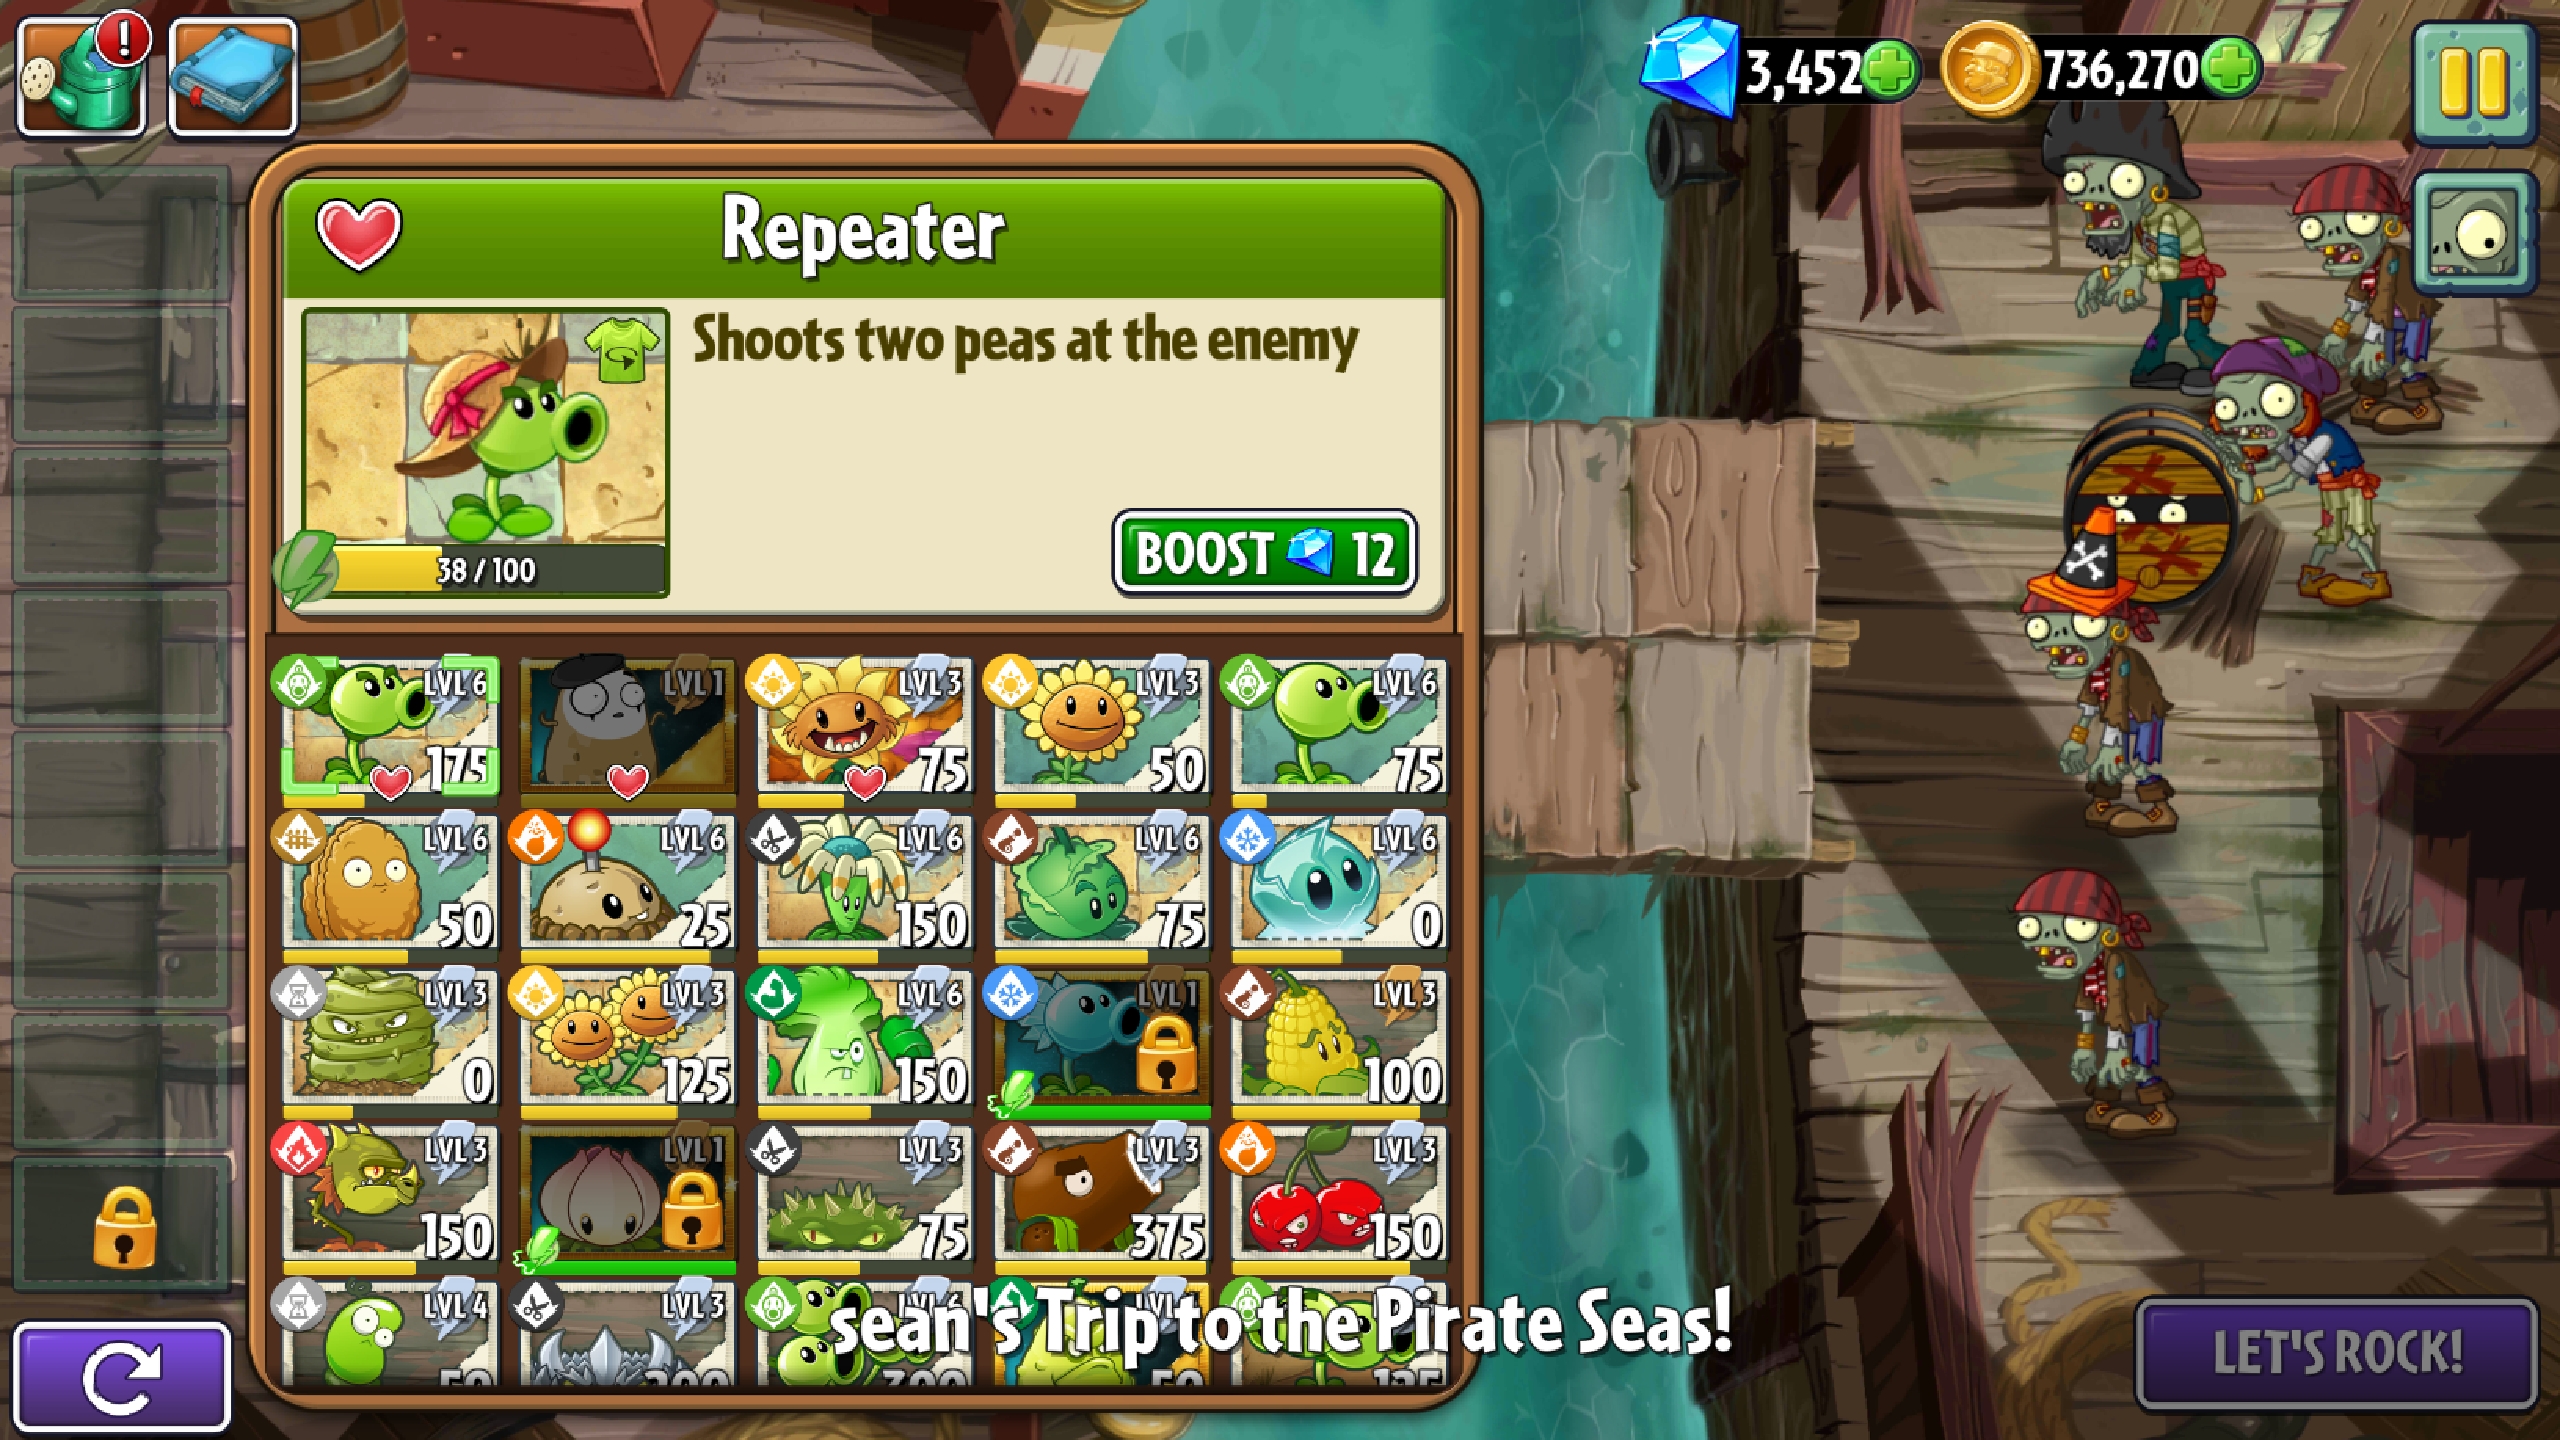 !
3,452
736,270
Repeater
Shoots two peas at the enemy
38 / 100
BOOST 12
LVL 6 175
LVL 1
LVL 3 75
LVL 3 50
LVL 6 75
LVL 6 50
LVL 6 25
LVL 6 150
LVL 6 75
LVL 6 0
LVL 3 0
LVL 3 125
LVL 6 150
LVL 1
LVL 3 100
LVL 3 150
LVL 1
LVL 3 75
LVL 3 375
LVL 3 150
LVL 4 50
LVL 3
sean's Trip to the Pirate Seas!
LET'S ROCK!